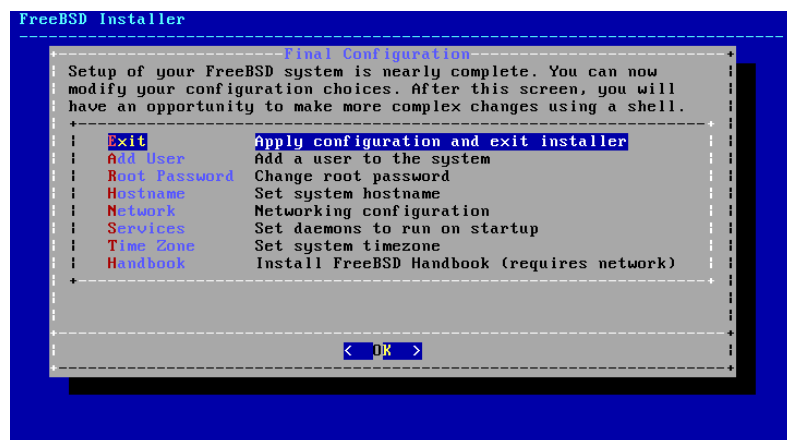 FreeBSD Installer
Final Configuration
Setup of your FreeBSD system is nearly complete. You can now
modify your configuration choices. After this screen, you will
have an opportunity to make more complex changes using a shell.
Exit Apply configuration and exit installer
Add User Add a user to the system
Root Password Change root password
Hostname Set system hostname
Network Networking configuration
Services Set daemons to run on startup
Time Zone Set system timezone
Handbook Install FreeBSD Handbook (requires network)
< OK >